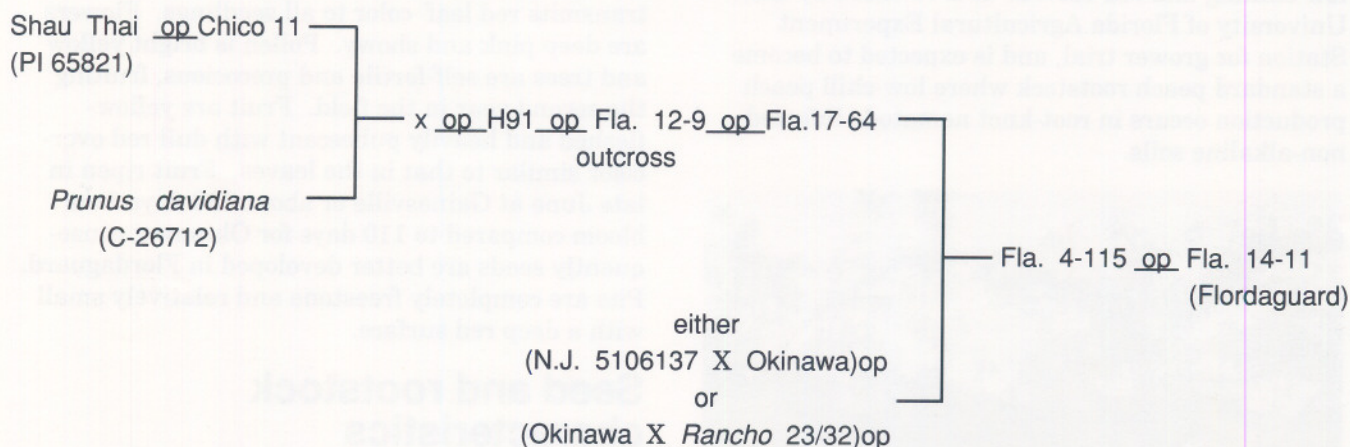 Shau Thai op Chico 11
(PI 65821)
x op H91 op Fla. 12-9 op Fla.17-64
outcross
Prunus davidiana
(C-26712)
Fla. 4-115 op Fla. 14-11
(Flordaguard)
either
(N.J. 5106137 X Okinawa)op
or
(Okinawa X Rancho 23/32)op